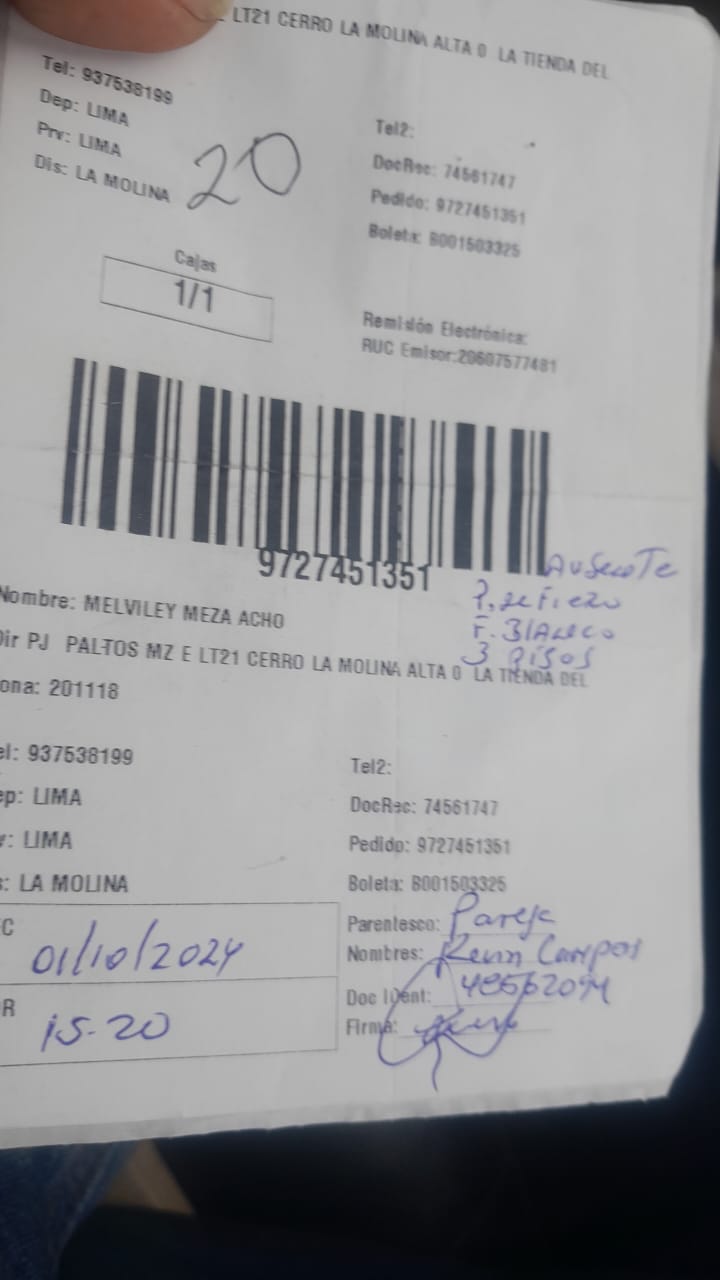 LT21 CERRO LA MOLINA ALTA 0 LA TIENDA DEL
Tel: 937538199
Dep: LIMA
Prv: LIMA
Dis: LA MOLINA
20
Tel2:
DocRec: 74561747
Pedido: 9727451351
Boleta: B001503325
Cajas
1/1
Remisión Electrónica:
RUC Emisor:20607577481
9727451351
Ausente
P. de Fierro
F. Blanco
3 Pisos
Nombre: MELVILEY MEZA ACHO
Dir PJ PALTOS MZ E LT21 CERRO LA MOLINA ALTA 0 LA TIENDA DEL
ona: 201118
el: 937538199
ep: LIMA
v: LIMA
s: LA MOLINA
Tel2:
DocRec: 74561747
Pedido: 9727451351
Boleta: B001503325
C
01/10/2024
R
15-20
Parentesco: Pareja
Nombres: Kevin Campos
Doc Ident:
Firma: